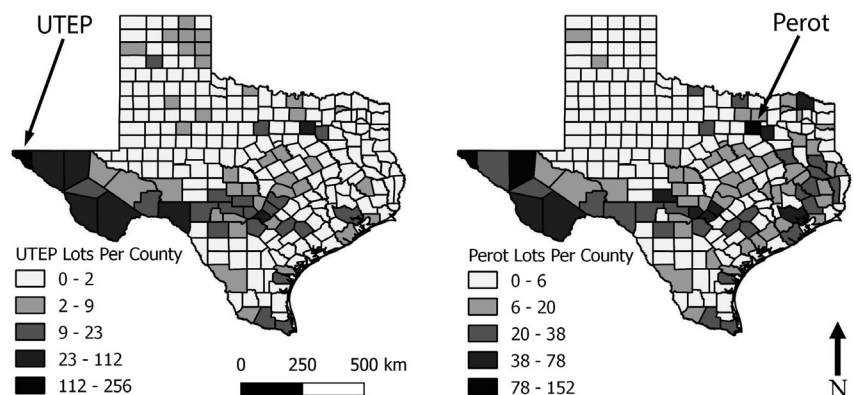 UTEP
Perot
UTEP Lots Per County
0 - 2
2 - 9
9 - 23
23 - 112
112 - 256
0 250 500 km
Perot Lots Per County
0 - 6
6 - 20
20 - 38
38 - 78
78 - 152
N